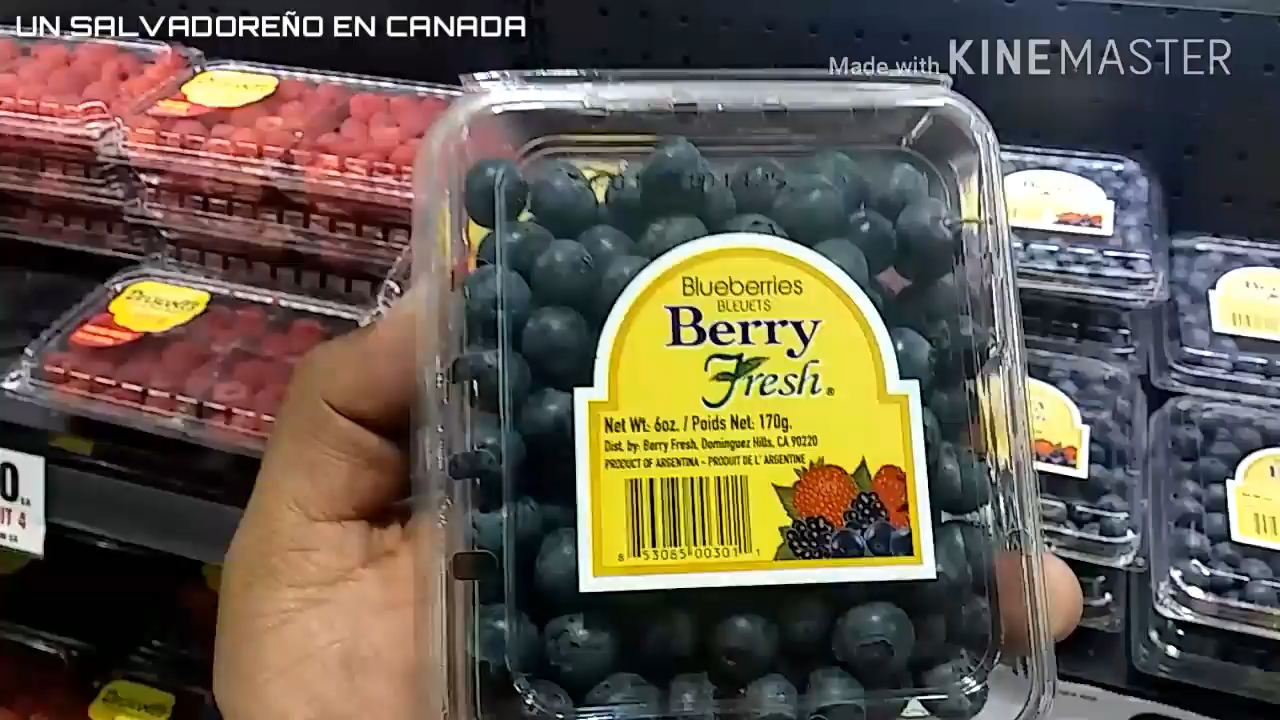 UN SALVADOREÑO EN CANADA
Made with KINEMASTER
Blueberries
BLEUETS
Berry
Fresh®
Net Wt: 6oz. / Poids Net: 170g.
Dist. by: Berry Fresh, Dominguez Hills, CA 90220
PRODUCT OF ARGENTINA - PRODUIT DE L' ARGENTINE
8 53085 00301 1